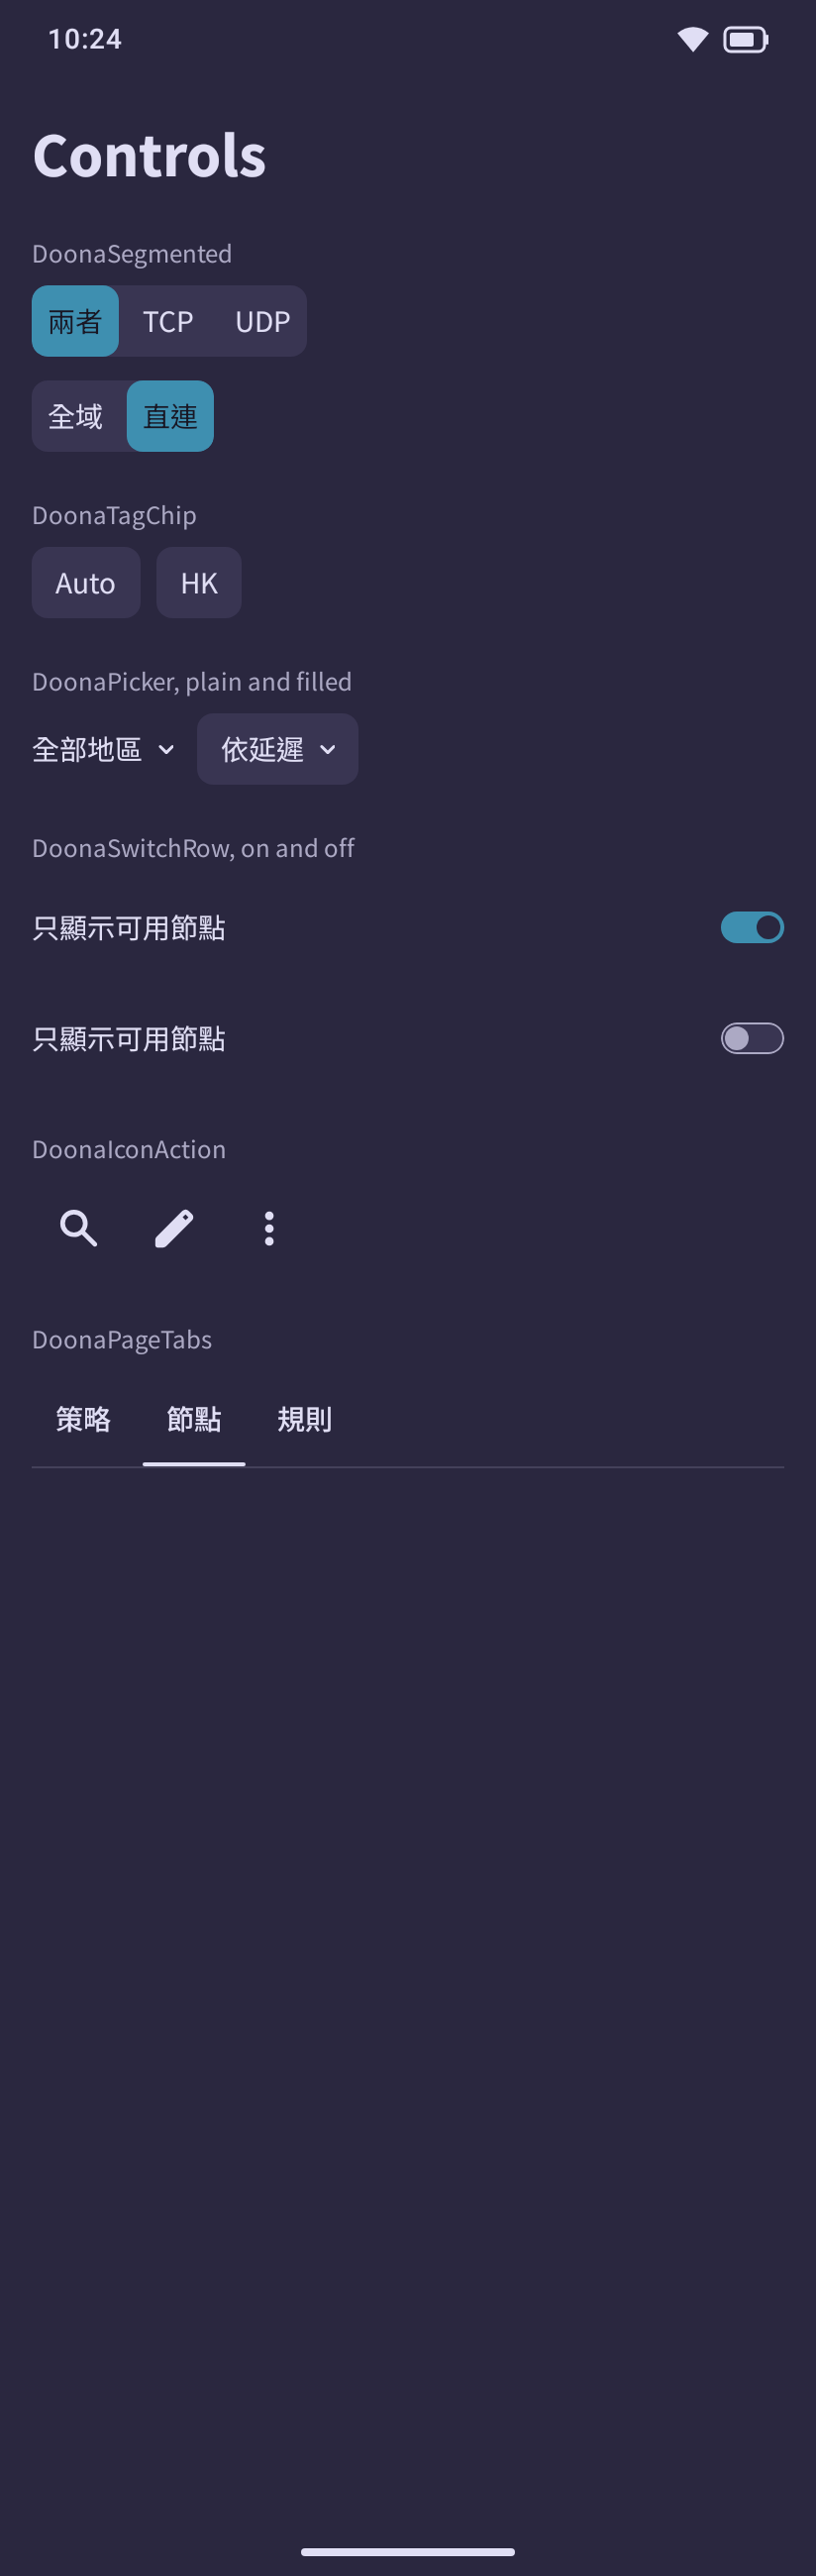 10:24
Controls
DoonaSegmented
兩者 TCP UDP
全域 直連
DoonaTagChip
Auto HK
DoonaPicker, plain and filled
全部地區 依延遲
DoonaSwitchRow, on and off
只顯示可用節點
只顯示可用節點
DoonaIconAction
DoonaPageTabs
策略 節點 規則